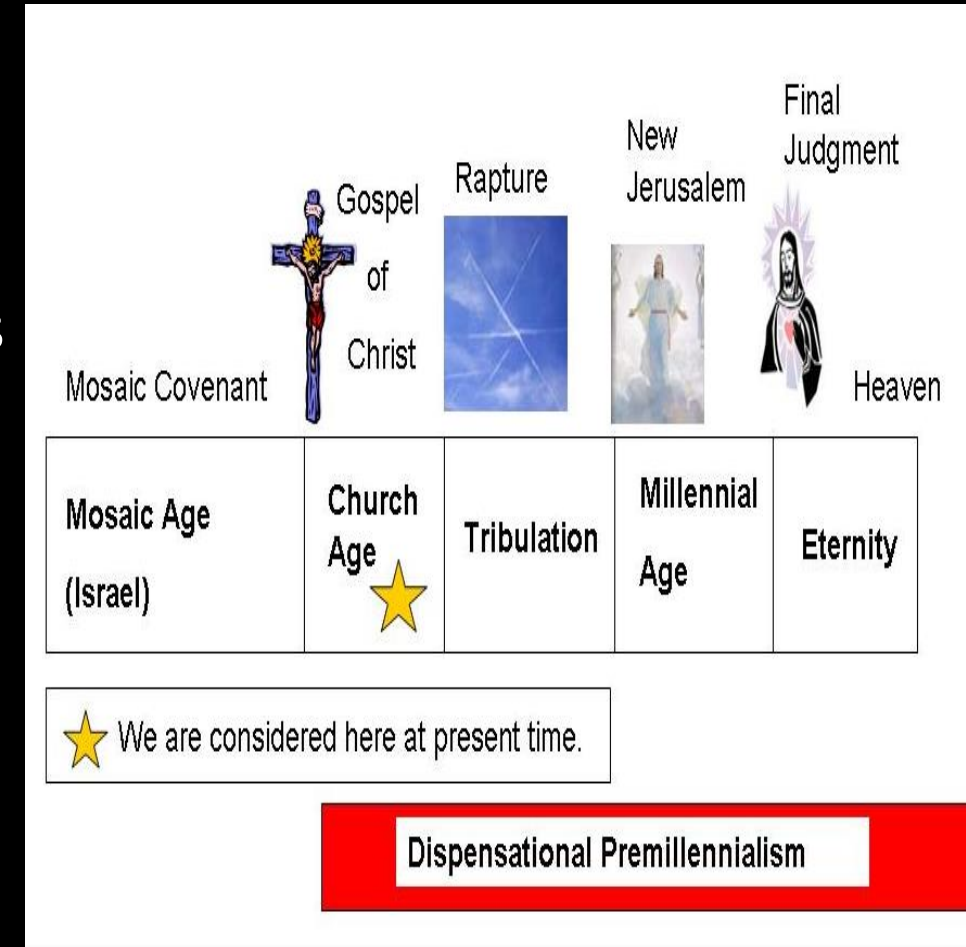 Final
Judgment
New
Jerusalem
Rapture
Gospel
of
Christ
Mosaic Covenant
Heaven
Mosaic Age
(Israel)
Church
Age
Tribulation
Millennial
Age
Eternity
We are considered here at present time.
Dispensational Premillennialism